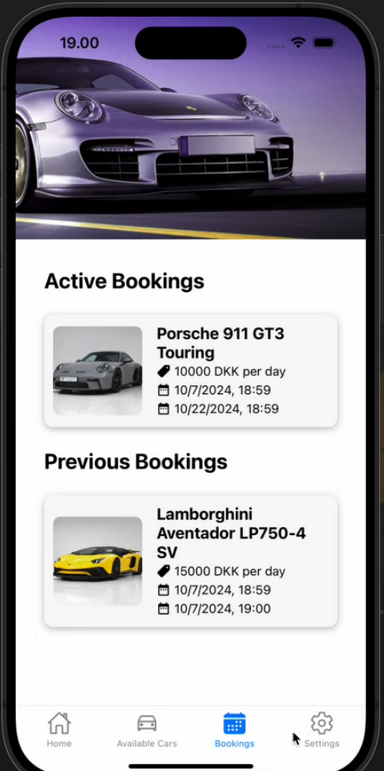 19.00
Active Bookings
Porsche 911 GT3
Touring
10000 DKK per day
10/7/2024, 18:59
10/22/2024, 18:59
Previous Bookings
Lamborghini
Aventador LP750-4
SV
15000 DKK per day
10/7/2024, 18:59
10/7/2024, 19:00
Home
Available Cars
Bookings
Settings